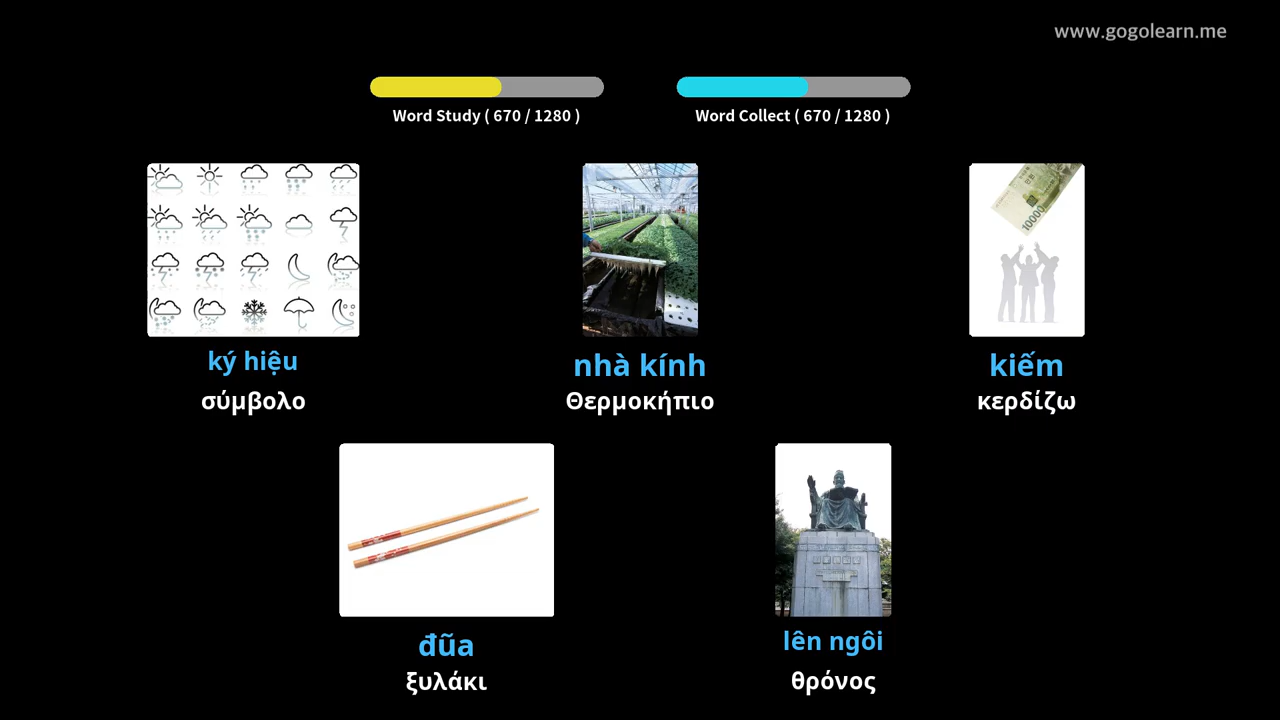 www.gogolearn.me
Word Study ( 670 / 1280 )
Word Collect ( 670 / 1280 )
10000
ký hiệu
σύμβολο
nhà kính
Θερμοκήπιο
kiếm
κερδίζω
đũa
ξυλάκι
lên ngôi
θρόνος